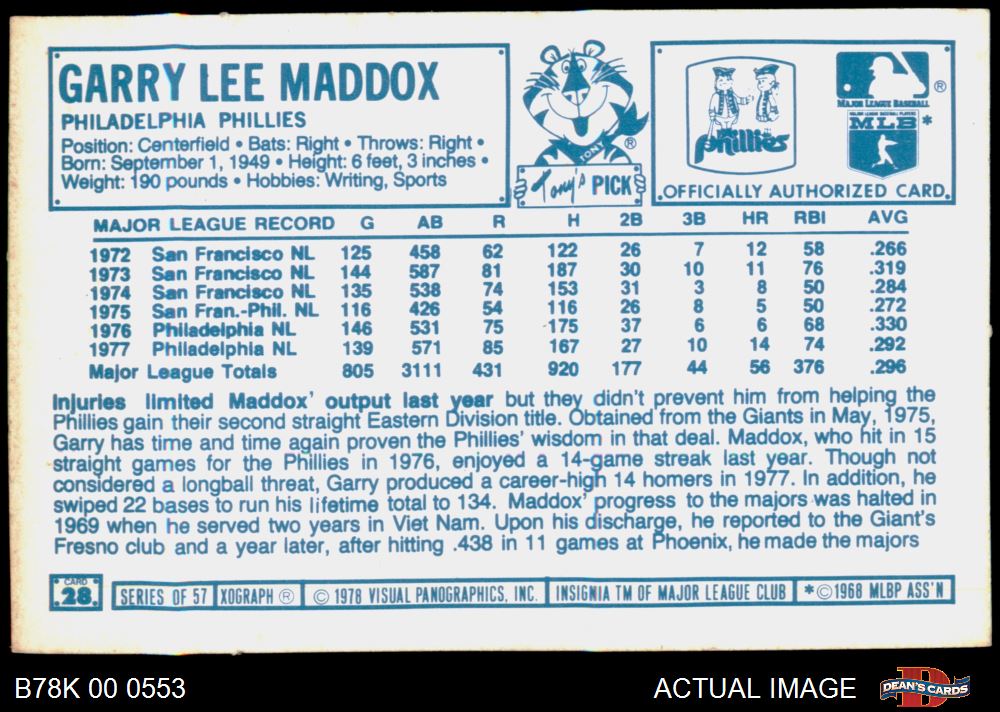 GARRY LEE MADDOX
PHILADELPHIA PHILLIES
Position: Centerfield • Bats: Right • Throws: Right •
Born: September 1, 1949 • Height: 6 feet, 3 inches •
Weight: 190 pounds • Hobbies: Writing, Sports
TONY
®
Tony's PICK
phillies
®
MAJOR LEAGUE BASEBALL
MAJOR LEAGUE BASEBALL PLAYERS
MLB *
OFFICIALLY AUTHORIZED CARD
MAJOR LEAGUE RECORD G AB R H 2B 3B HR RBI AVG
1972 San Francisco NL 125 458 62 122 26 7 12 58 .266
1973 San Francisco NL 144 587 81 187 30 10 11 76 .319
1974 San Francisco NL 135 538 74 153 31 3 8 50 .284
1975 San Fran.-Phil. NL 116 426 54 116 26 8 5 50 .272
1976 Philadelphia NL 146 531 75 175 37 6 6 68 .330
1977 Philadelphia NL 139 571 85 167 27 10 14 74 .292
Major League Totals 805 3111 431 920 177 44 56 376 .296
Injuries limited Maddox' output last year but they didn't prevent him from helping the
Phillies gain their second straight Eastern Division title. Obtained from the Giants in May, 1975,
Garry has time and time again proven the Phillies' wisdom in that deal. Maddox, who hit in 15
straight games for the Phillies in 1976, enjoyed a 14-game streak last year. Though not
considered a longball threat, Garry produced a career-high 14 homers in 1977. In addition, he
swiped 22 bases to run his lifetime total to 134. Maddox' progress to the majors was halted in
1969 when he served two years in Viet Nam. Upon his discharge, he reported to the Giant's
Fresno club and a year later, after hitting .438 in 11 games at Phoenix, he made the majors
CARD
28
SERIES OF 57 XOGRAPH ® © 1978 VISUAL PANOGRAPHICS, INC. INSIGNIA TM OF MAJOR LEAGUE CLUB *©1968 MLBP ASS'N
B78K 00 0553
ACTUAL IMAGE
D
DEAN'S CARDS